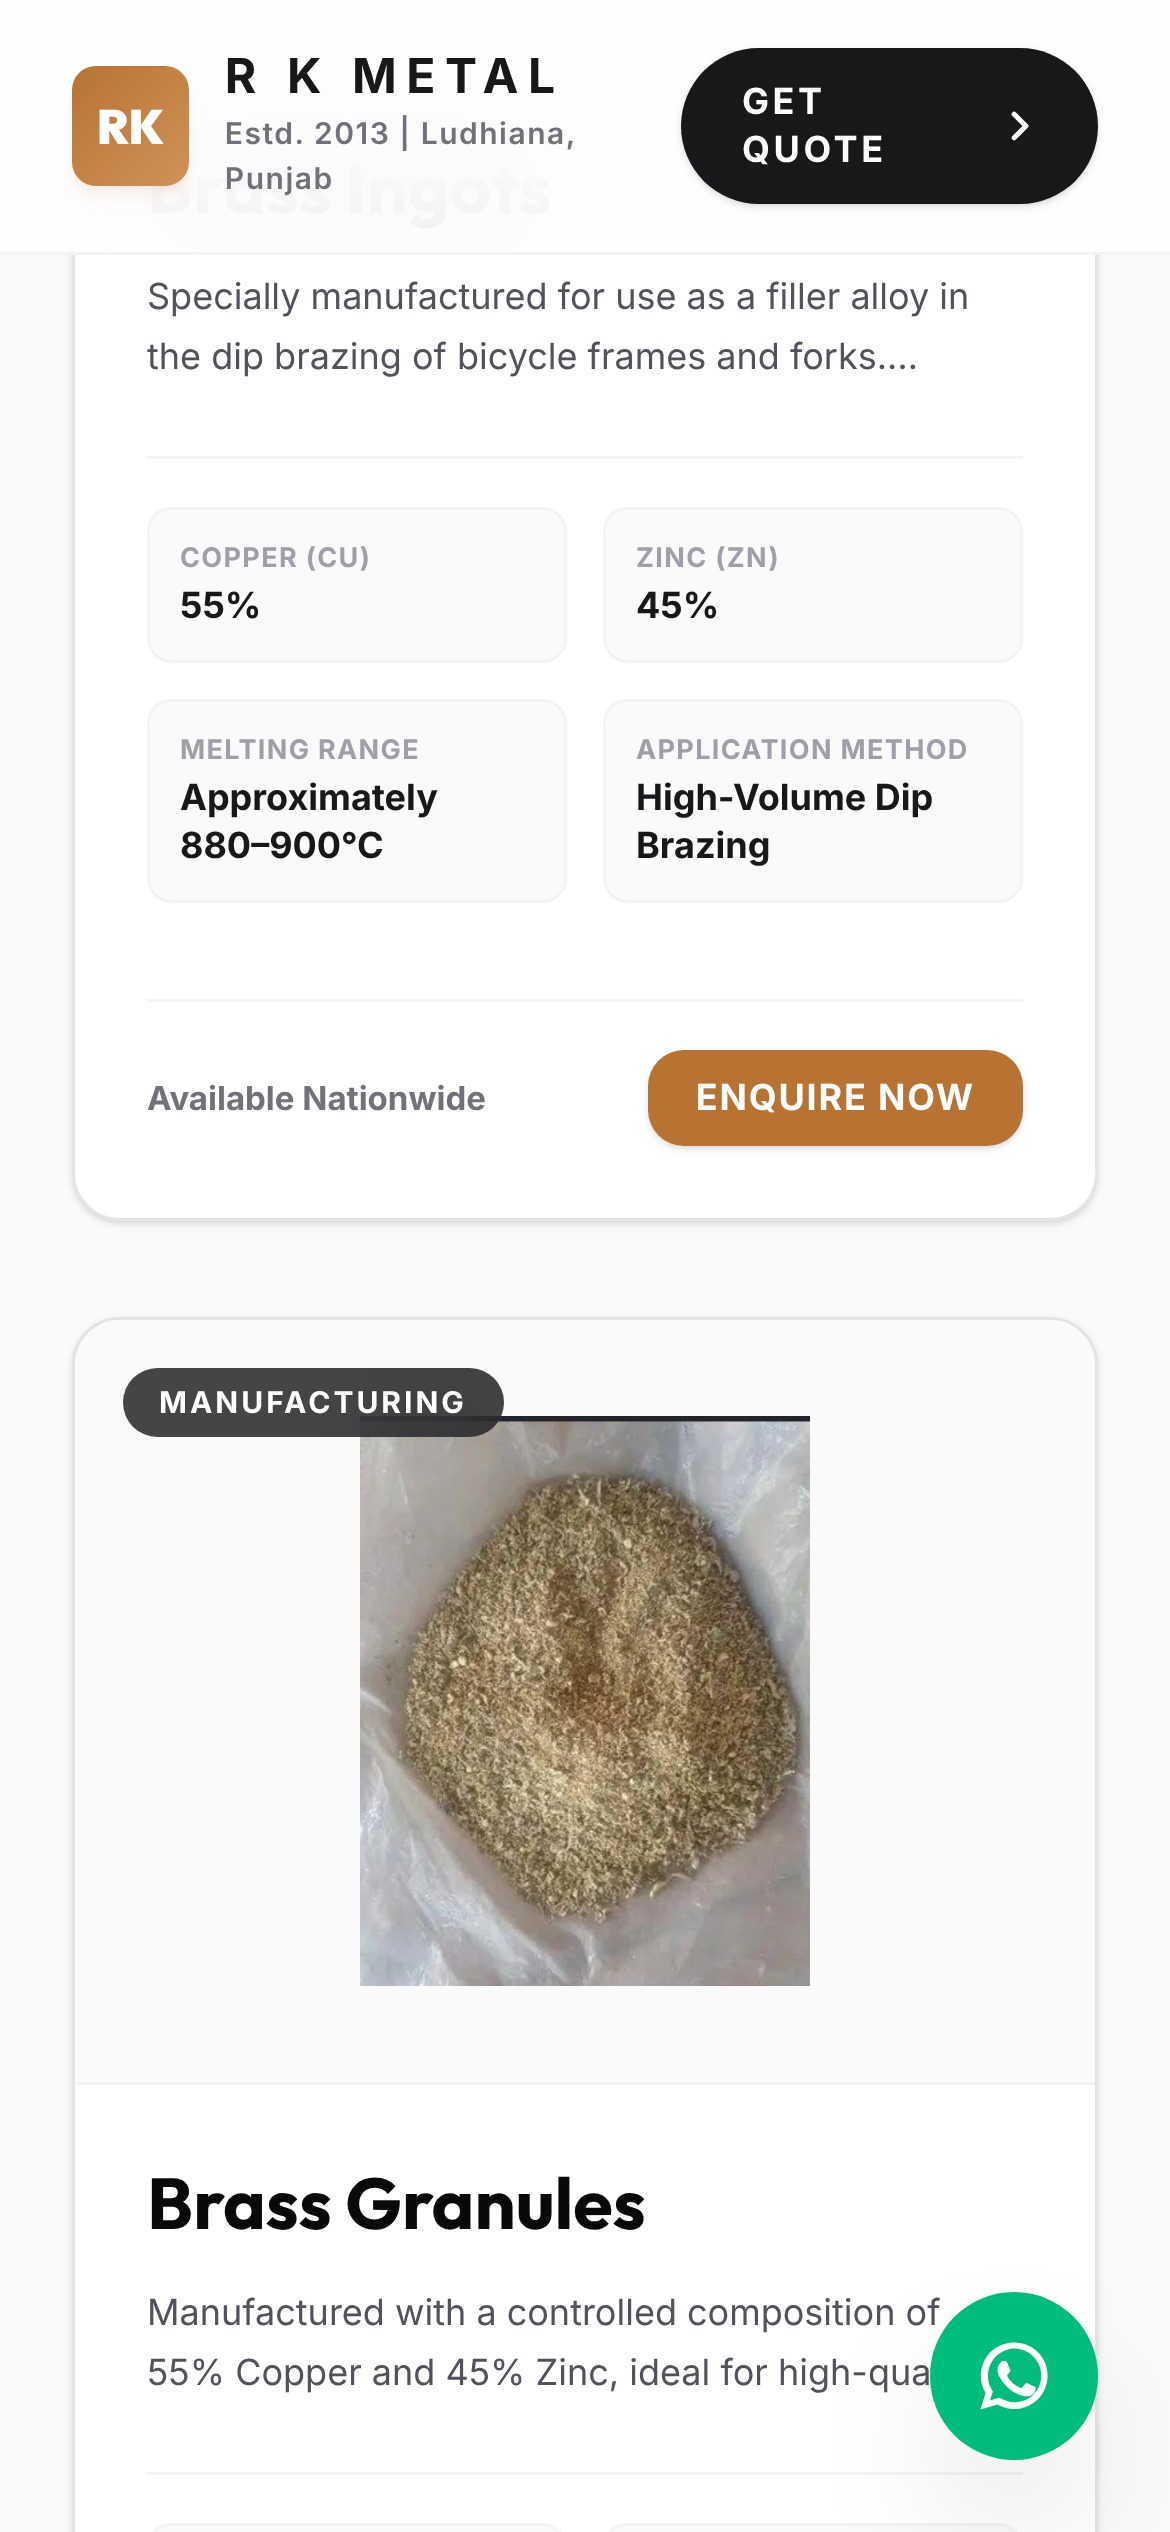 RK
R K METAL
Estd. 2013 | Ludhiana,
Punjab
GET
QUOTE
Brass Ingots
Specially manufactured for use as a filler alloy in
the dip brazing of bicycle frames and forks....
COPPER (CU)
55%
ZINC (ZN)
45%
MELTING RANGE
Approximately
880–900°C
APPLICATION METHOD
High-Volume Dip
Brazing
Available Nationwide
ENQUIRE NOW
MANUFACTURING
Brass Granules
Manufactured with a controlled composition of
55% Copper and 45% Zinc, ideal for high-qua